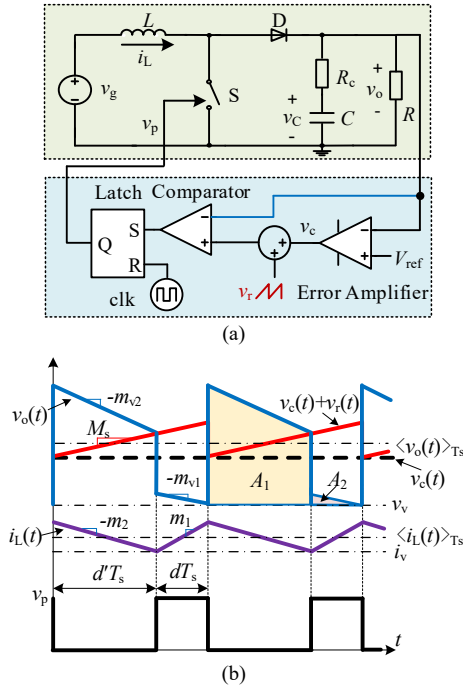 L
i_L
D
R_c
v_g
S
v_C
+
-
C
+
v_o
-
R
v_p
Latch Comparator
Q
S
R
clk
v_c
v_r
V_ref
Error Amplifier
(a)
v_o(t)
-m_v2
M_s
v_c(t)+v_r(t)
<v_o(t)>_Ts
-m_v1
A_1
A_2
v_c(t)
v_v
i_L(t)
-m_2
m_1
<i_L(t)>_Ts
i_v
d'T_s
dT_s
v_p
t
(b)